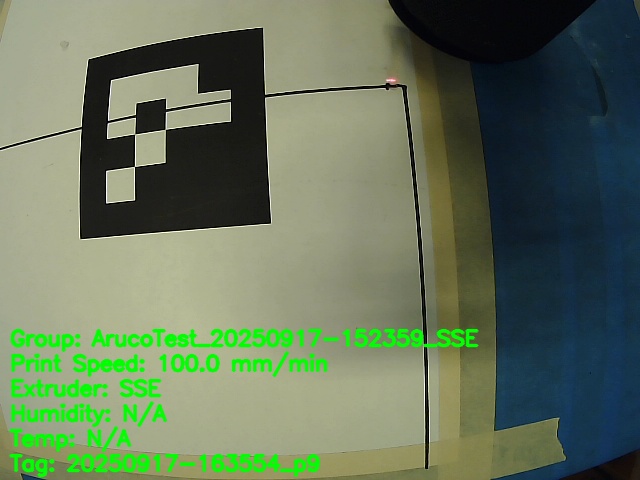 Group: ArucoTest_20250917-152359_SSE
Print Speed: 100.0 mm/min
Extruder: SSE
Humidity: N/A
Temp: N/A
Tag: 20250917-163554_p9